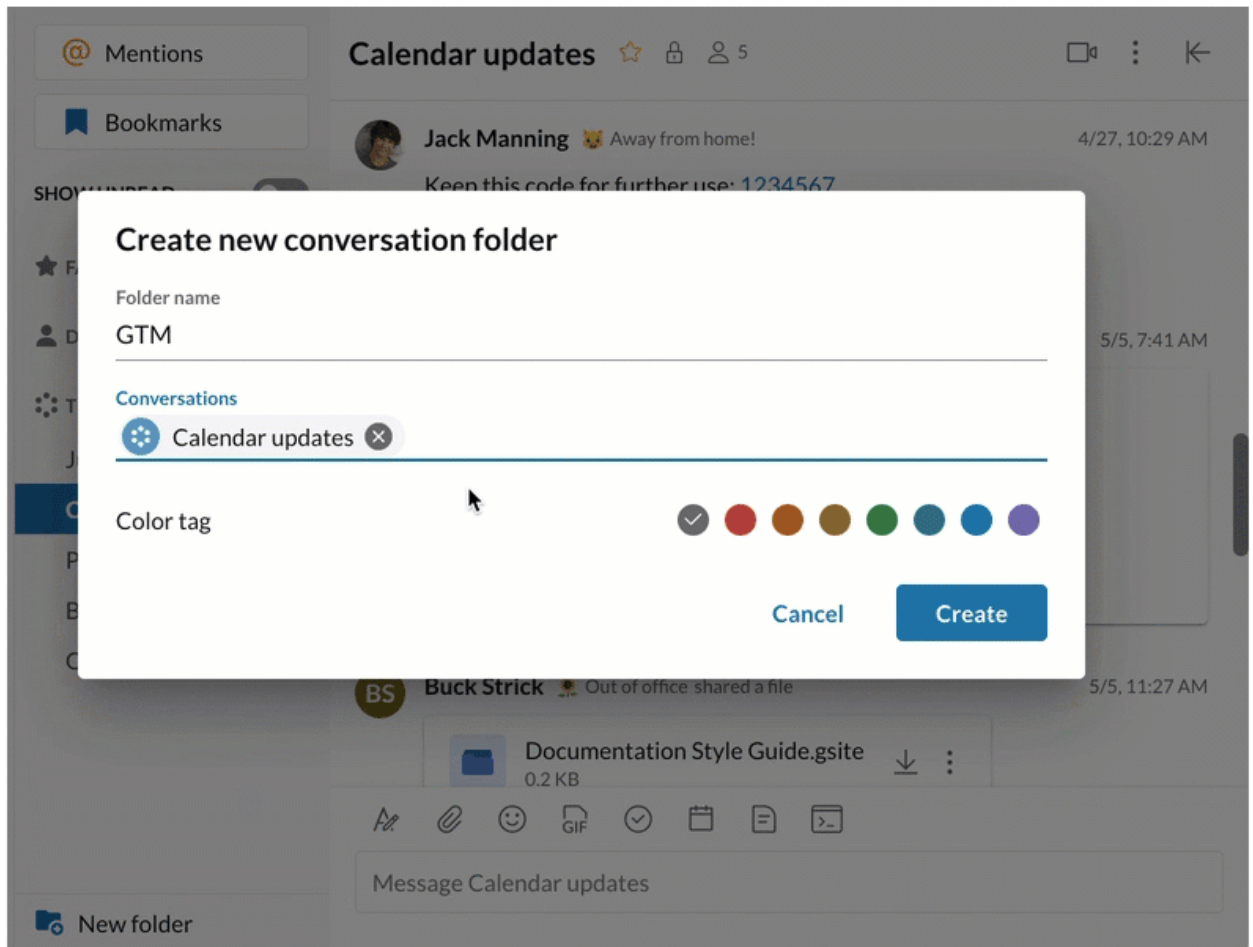 Mentions
Bookmarks
Calendar updates 5
Jack Manning Away from home! 4/27, 10:29 AM
Keep this code for further use: 1234567
Create new conversation folder
Folder name
GTM
Conversations
Calendar updates
Color tag
Cancel Create
5/5, 7:41 AM
BS Buck Strick Out of office shared a file 5/5, 11:27 AM
Documentation Style Guide.gsite
0.2 KB
GIF
Message Calendar updates
New folder